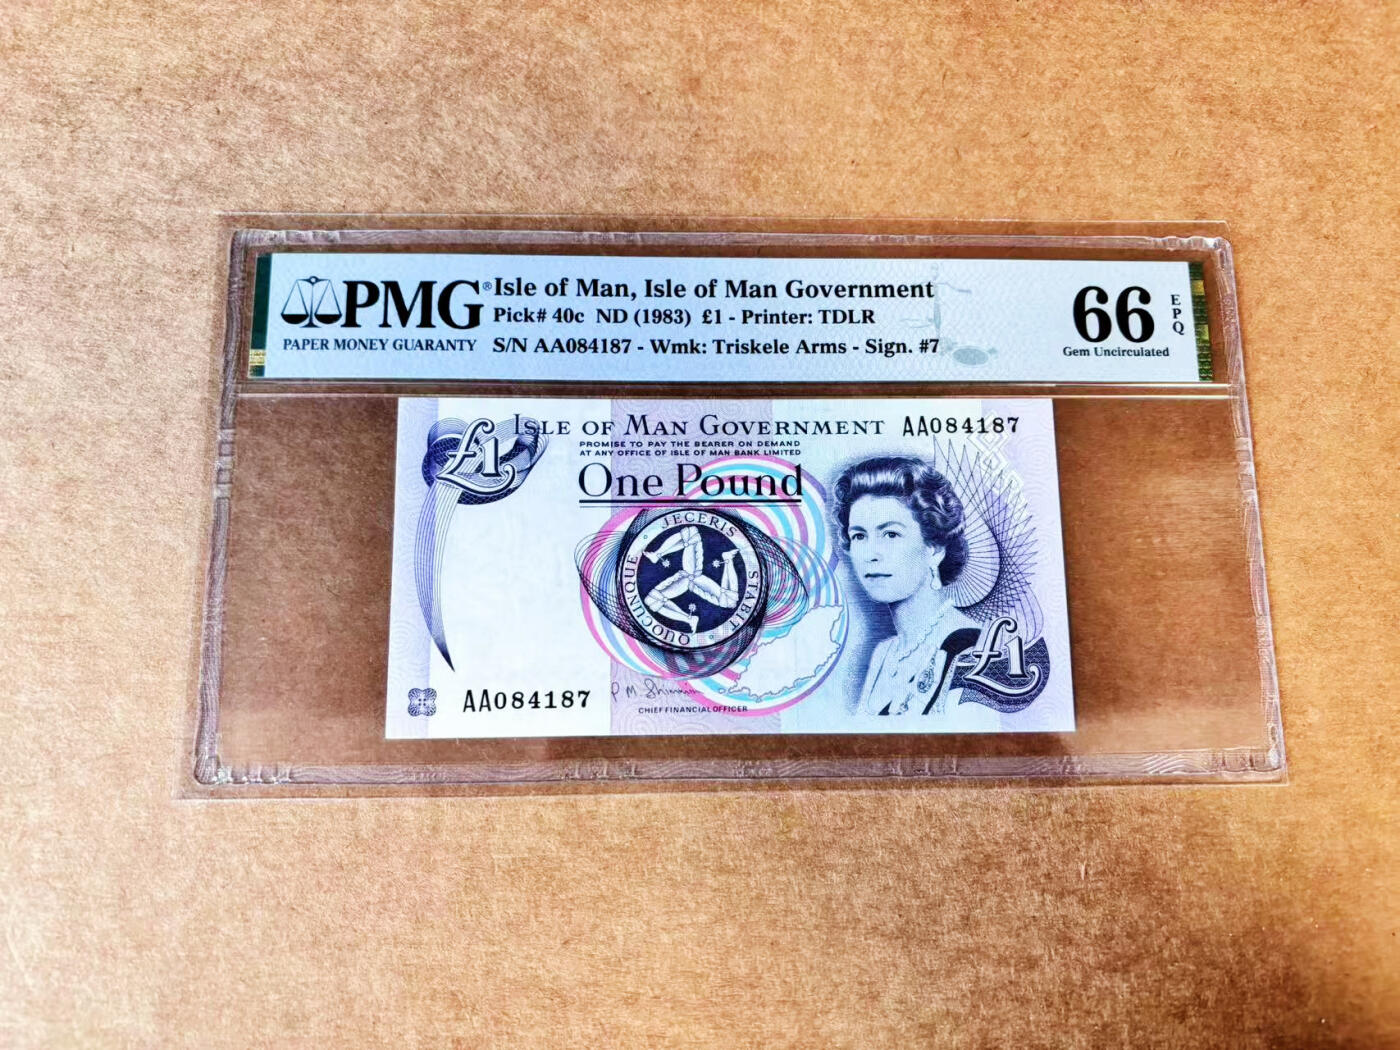 PMG®
PAPER MONEY GUARANTY
Isle of Man, Isle of Man Government
Pick# 40c ND (1983) £1 - Printer: TDLR
S/N AA084187 - Wmk: Triskele Arms - Sign. #7
66
EPQ
Gem Uncirculated
£1
ISLE OF MAN GOVERNMENT
AA084187
PROMISE TO PAY THE BEARER ON DEMAND
AT ANY OFFICE OF ISLE OF MAN BANK LIMITED
One Pound
QUOCUNQUE JECERIS STABIT
£1
AA084187
CHIEF FINANCIAL OFFICER